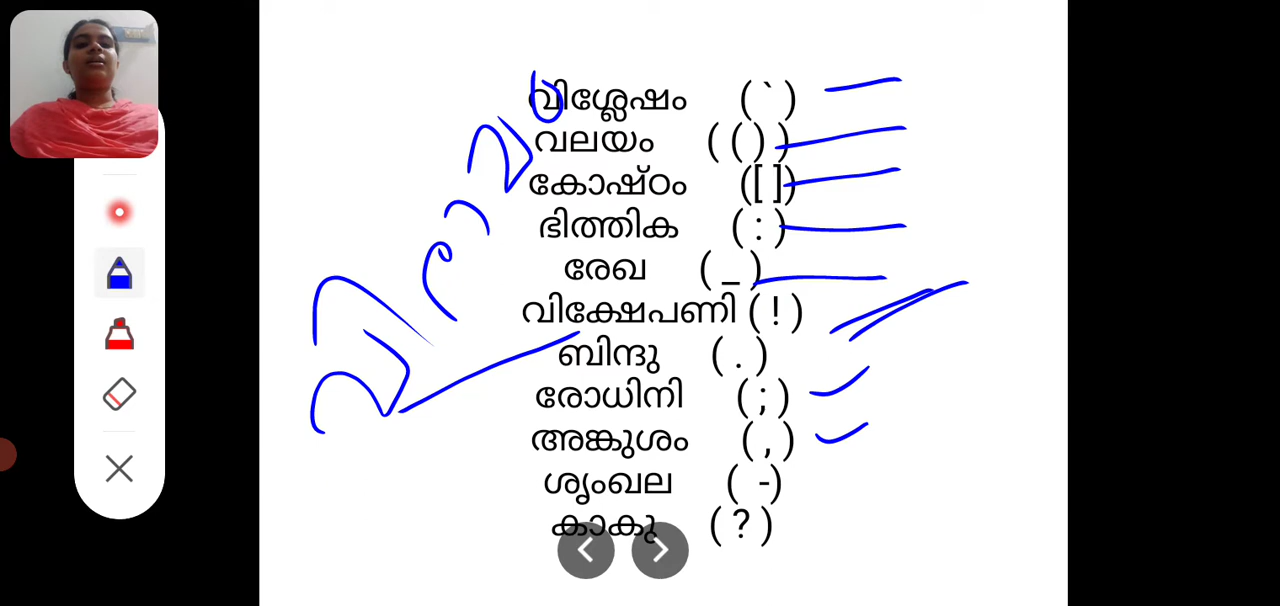 വിശ്ലേഷം ( ` )
വലയം ( ( ) )
കോഷ്ഠം ([ ])
ഭിത്തിക ( : )
രേഖ ( _ )
വിക്ഷേപണി ( ! )
ബിന്ദു ( . )
രോധിനി ( ; )
അങ്കുശം ( , )
ശൃംഖല ( -)
കാകു ( ? )
വിരാമം